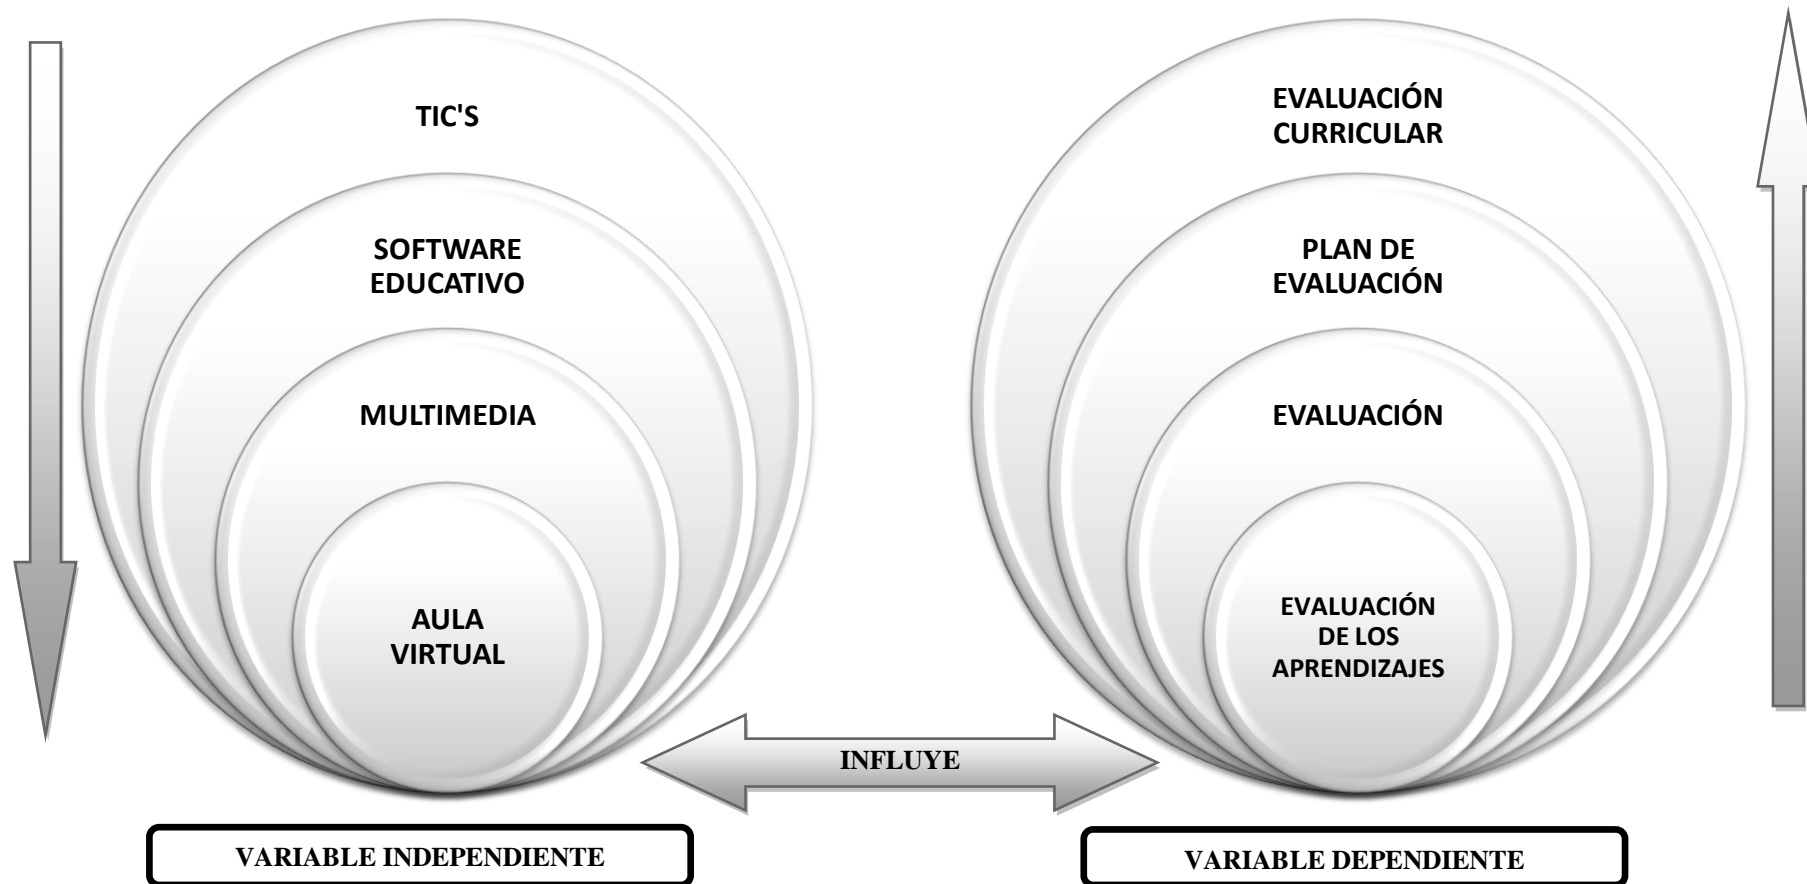 TIC'S
SOFTWARE
EDUCATIVO
MULTIMEDIA
AULA
VIRTUAL
EVALUACIÓN
CURRICULAR
PLAN DE
EVALUACIÓN
EVALUACIÓN
EVALUACIÓN
DE LOS
APRENDIZAJES
INFLUYE
VARIABLE INDEPENDIENTE
VARIABLE DEPENDIENTE